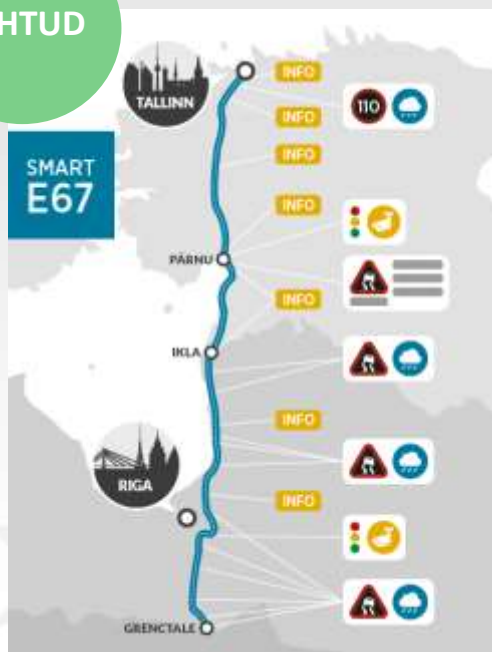 HTUD
TALLINN
INFO
110
INFO
SMART
E67
INFO
INFO
PÄRNU
INFO
IKLA
INFO
RIGA
INFO
GRENCTALE